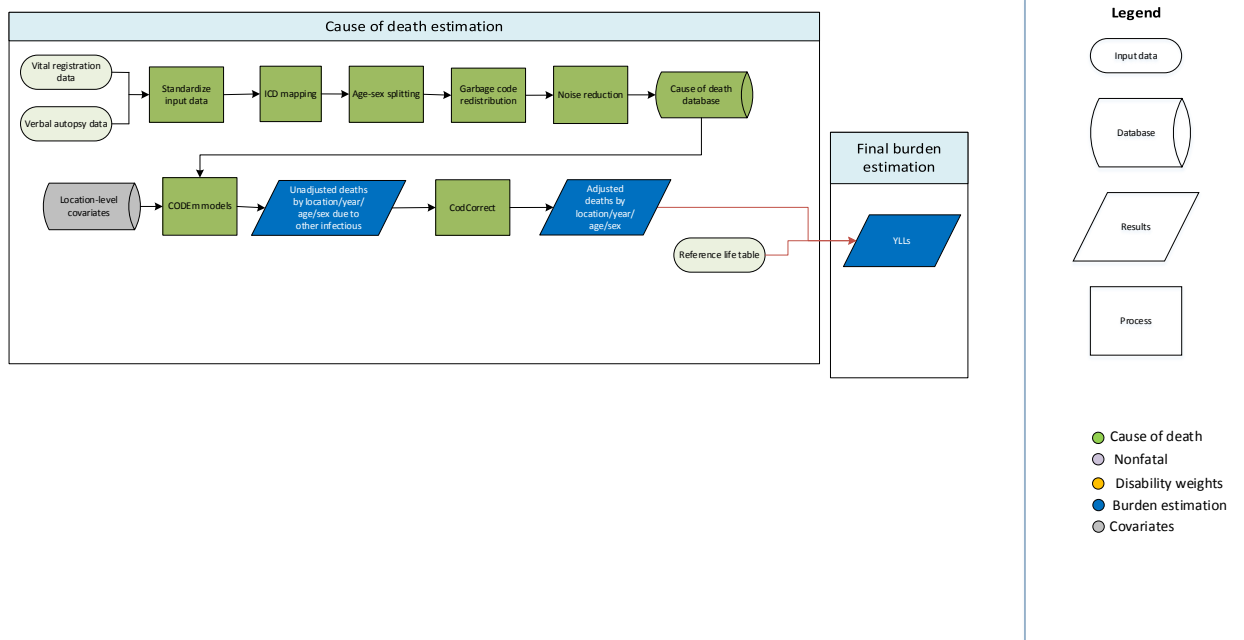 Cause of death estimation
Vital registration
data
Verbal autopsy data
Standardize
input data
ICD mapping
Age-sex splitting
Garbage code
redistribution
Noise reduction
Cause of death
database
Location-level
covariates
CODEm models
Unadjusted deaths
by location/year/
age/sex due to
other infectious
CodCorrect
Adjusted
deaths by
location/year/
age/sex
Reference life table
Final burden
estimation
YLLs
Legend
Input data
Database
Results
Process
Cause of death
Nonfatal
Disability weights
Burden estimation
Covariates